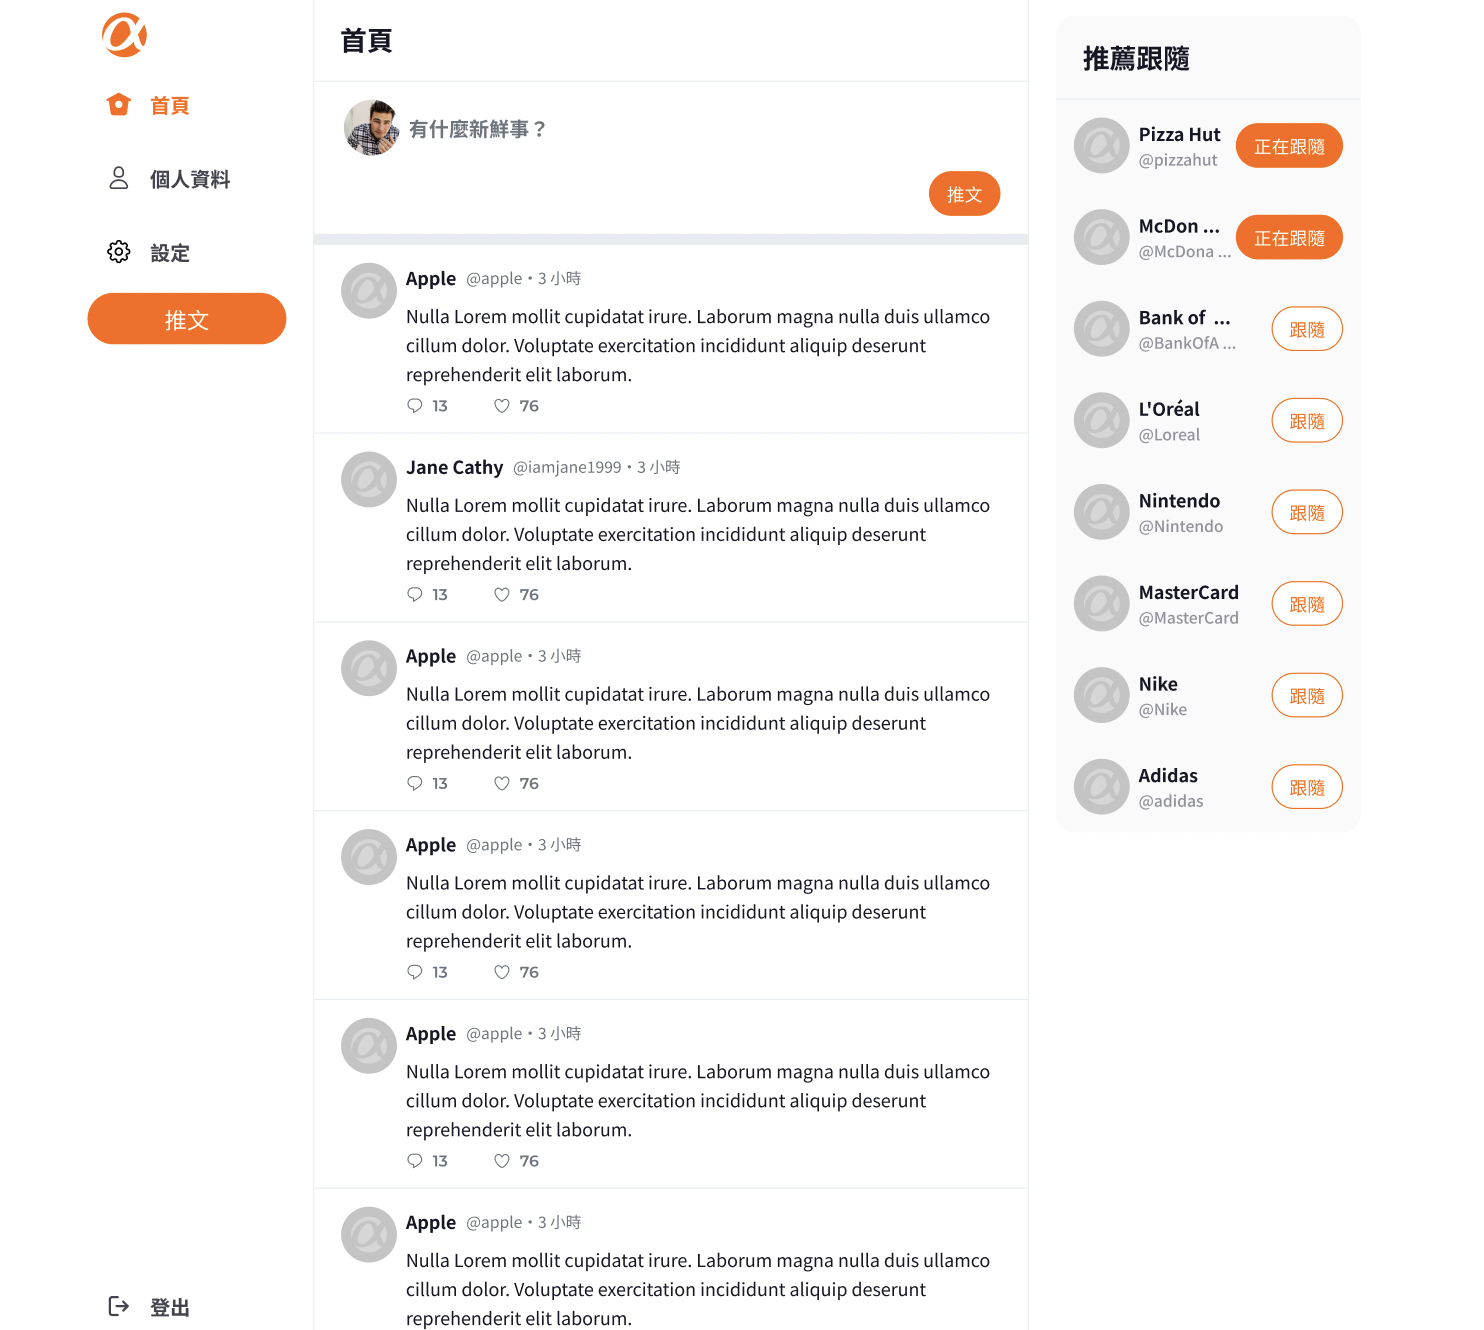 首頁
個人資料
設定
推文
登出
首頁
有什麼新鮮事？
推文
Apple @apple・3 小時
Nulla Lorem mollit cupidatat irure. Laborum magna nulla duis ullamco
cillum dolor. Voluptate exercitation incididunt aliquip deserunt
reprehenderit elit laborum.
13 76
Jane Cathy @iamjane1999・3 小時
Nulla Lorem mollit cupidatat irure. Laborum magna nulla duis ullamco
cillum dolor. Voluptate exercitation incididunt aliquip deserunt
reprehenderit elit laborum.
13 76
Apple @apple・3 小時
Nulla Lorem mollit cupidatat irure. Laborum magna nulla duis ullamco
cillum dolor. Voluptate exercitation incididunt aliquip deserunt
reprehenderit elit laborum.
13 76
Apple @apple・3 小時
Nulla Lorem mollit cupidatat irure. Laborum magna nulla duis ullamco
cillum dolor. Voluptate exercitation incididunt aliquip deserunt
reprehenderit elit laborum.
13 76
Apple @apple・3 小時
Nulla Lorem mollit cupidatat irure. Laborum magna nulla duis ullamco
cillum dolor. Voluptate exercitation incididunt aliquip deserunt
reprehenderit elit laborum.
13 76
Apple @apple・3 小時
Nulla Lorem mollit cupidatat irure. Laborum magna nulla duis ullamco
cillum dolor. Voluptate exercitation incididunt aliquip deserunt
reprehenderit elit laborum.
推薦跟隨
Pizza Hut
@pizzahut
正在跟隨
McDon ...
@McDona ...
正在跟隨
Bank of ...
@BankOfA ...
跟隨
L'Oréal
@Loreal
跟隨
Nintendo
@Nintendo
跟隨
MasterCard
@MasterCard
跟隨
Nike
@Nike
跟隨
Adidas
@adidas
跟隨